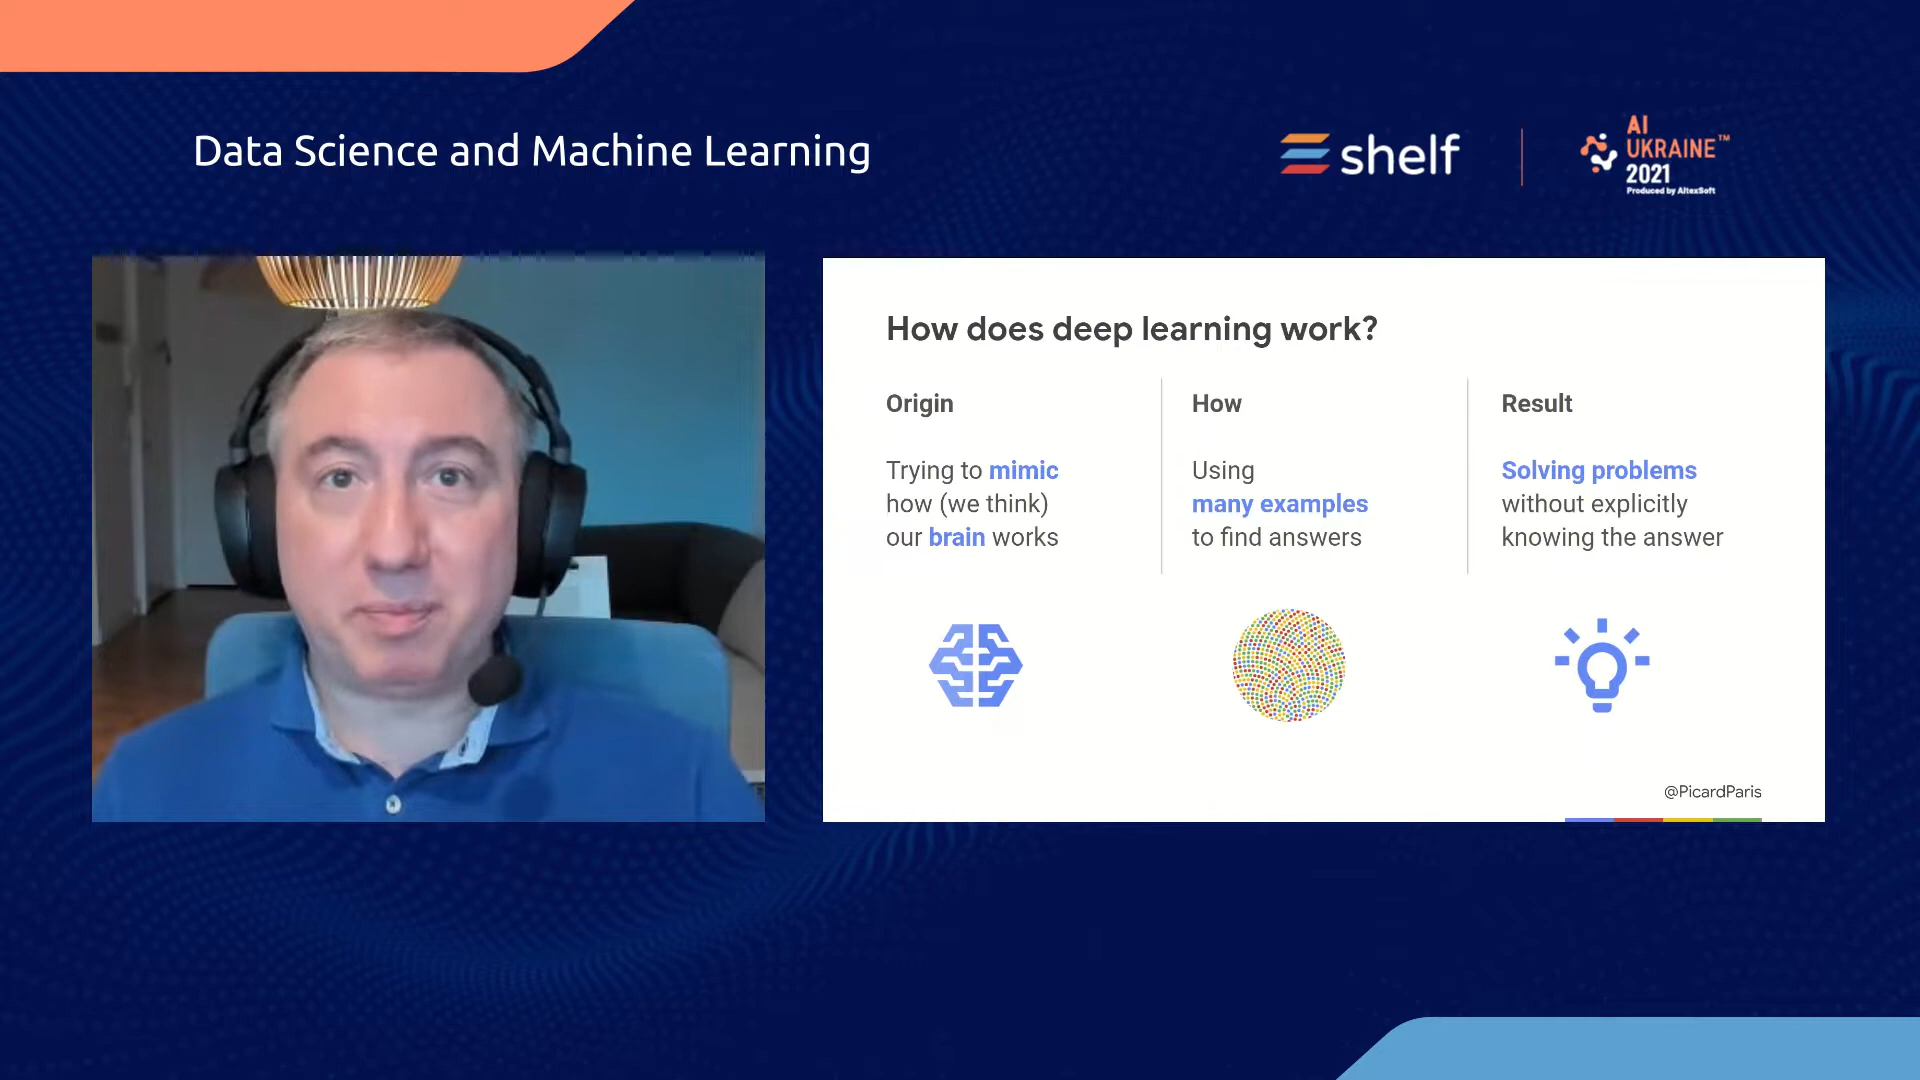 Data Science and Machine Learning
shelf
AI
UKRAINE™
2021
Produced by AltexSoft
How does deep learning work?
Origin
Trying to mimic
how (we think)
our brain works
How
Using
many examples
to find answers
Result
Solving problems
without explicitly
knowing the answer
@PicardParis